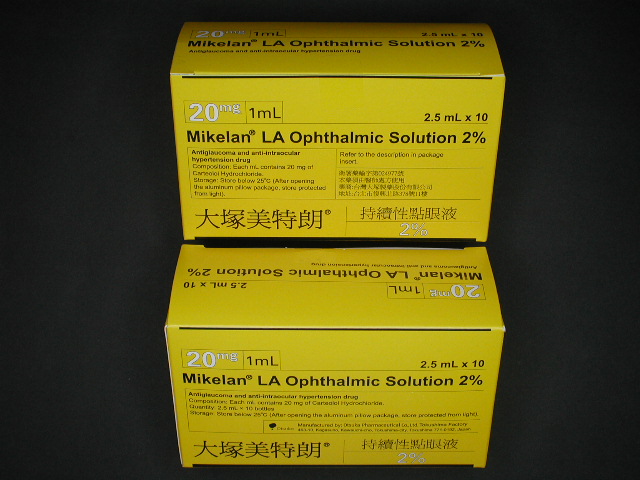 20mg 1mL
Mikelan® LA Ophthalmic Solution 2% 2.5 mL x 10
Antiglaucoma and anti-intraocular hypertension drug
20mg 1mL 2.5 mL x 10
Mikelan® LA Ophthalmic Solution 2%
Antiglaucoma and anti-intraocular
hypertension drug
Composition: Each mL contains 20 mg of
Carteolol Hydrochloride.
Storage: Store below 25°C (After opening
the aluminum pillow package, store protected
from light).
Refer to the description in package
insert.
大塚美特朗® 持續性點眼液
2%
Antiglaucoma and anti-intraocular hypertension drug
Mikelan® LA Ophthalmic Solution 2%
20mg 1mL 2.5 mL x 10
20mg 1mL 2.5 mL x 10
Mikelan® LA Ophthalmic Solution 2%
Antiglaucoma and anti-intraocular hypertension drug
Composition: Each mL contains 20 mg of Carteolol Hydrochloride.
Quantity: 2.5 mL x 10 bottles
Storage: Store below 25°C (After opening the aluminum pillow package, store protected from light).
Otsuka Manufactured by: Otsuka Pharmaceutical Co., Ltd. Tokushima Factory
大塚美特朗® 持續性點眼液
2%